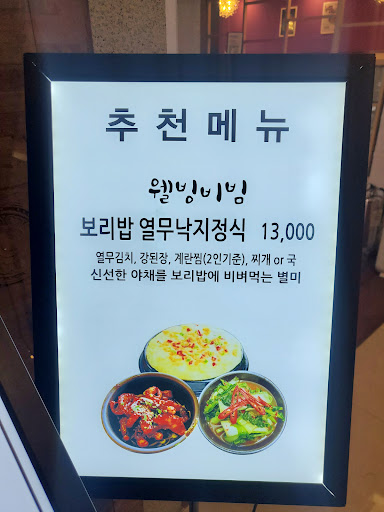 추천메뉴
웰빙비빔
보리밥 열무낙지정식 13,000
열무김치, 강된장, 계란찜(2인기준), 찌개 or 국
신선한 야채를 보리밥에 비벼먹는 별미